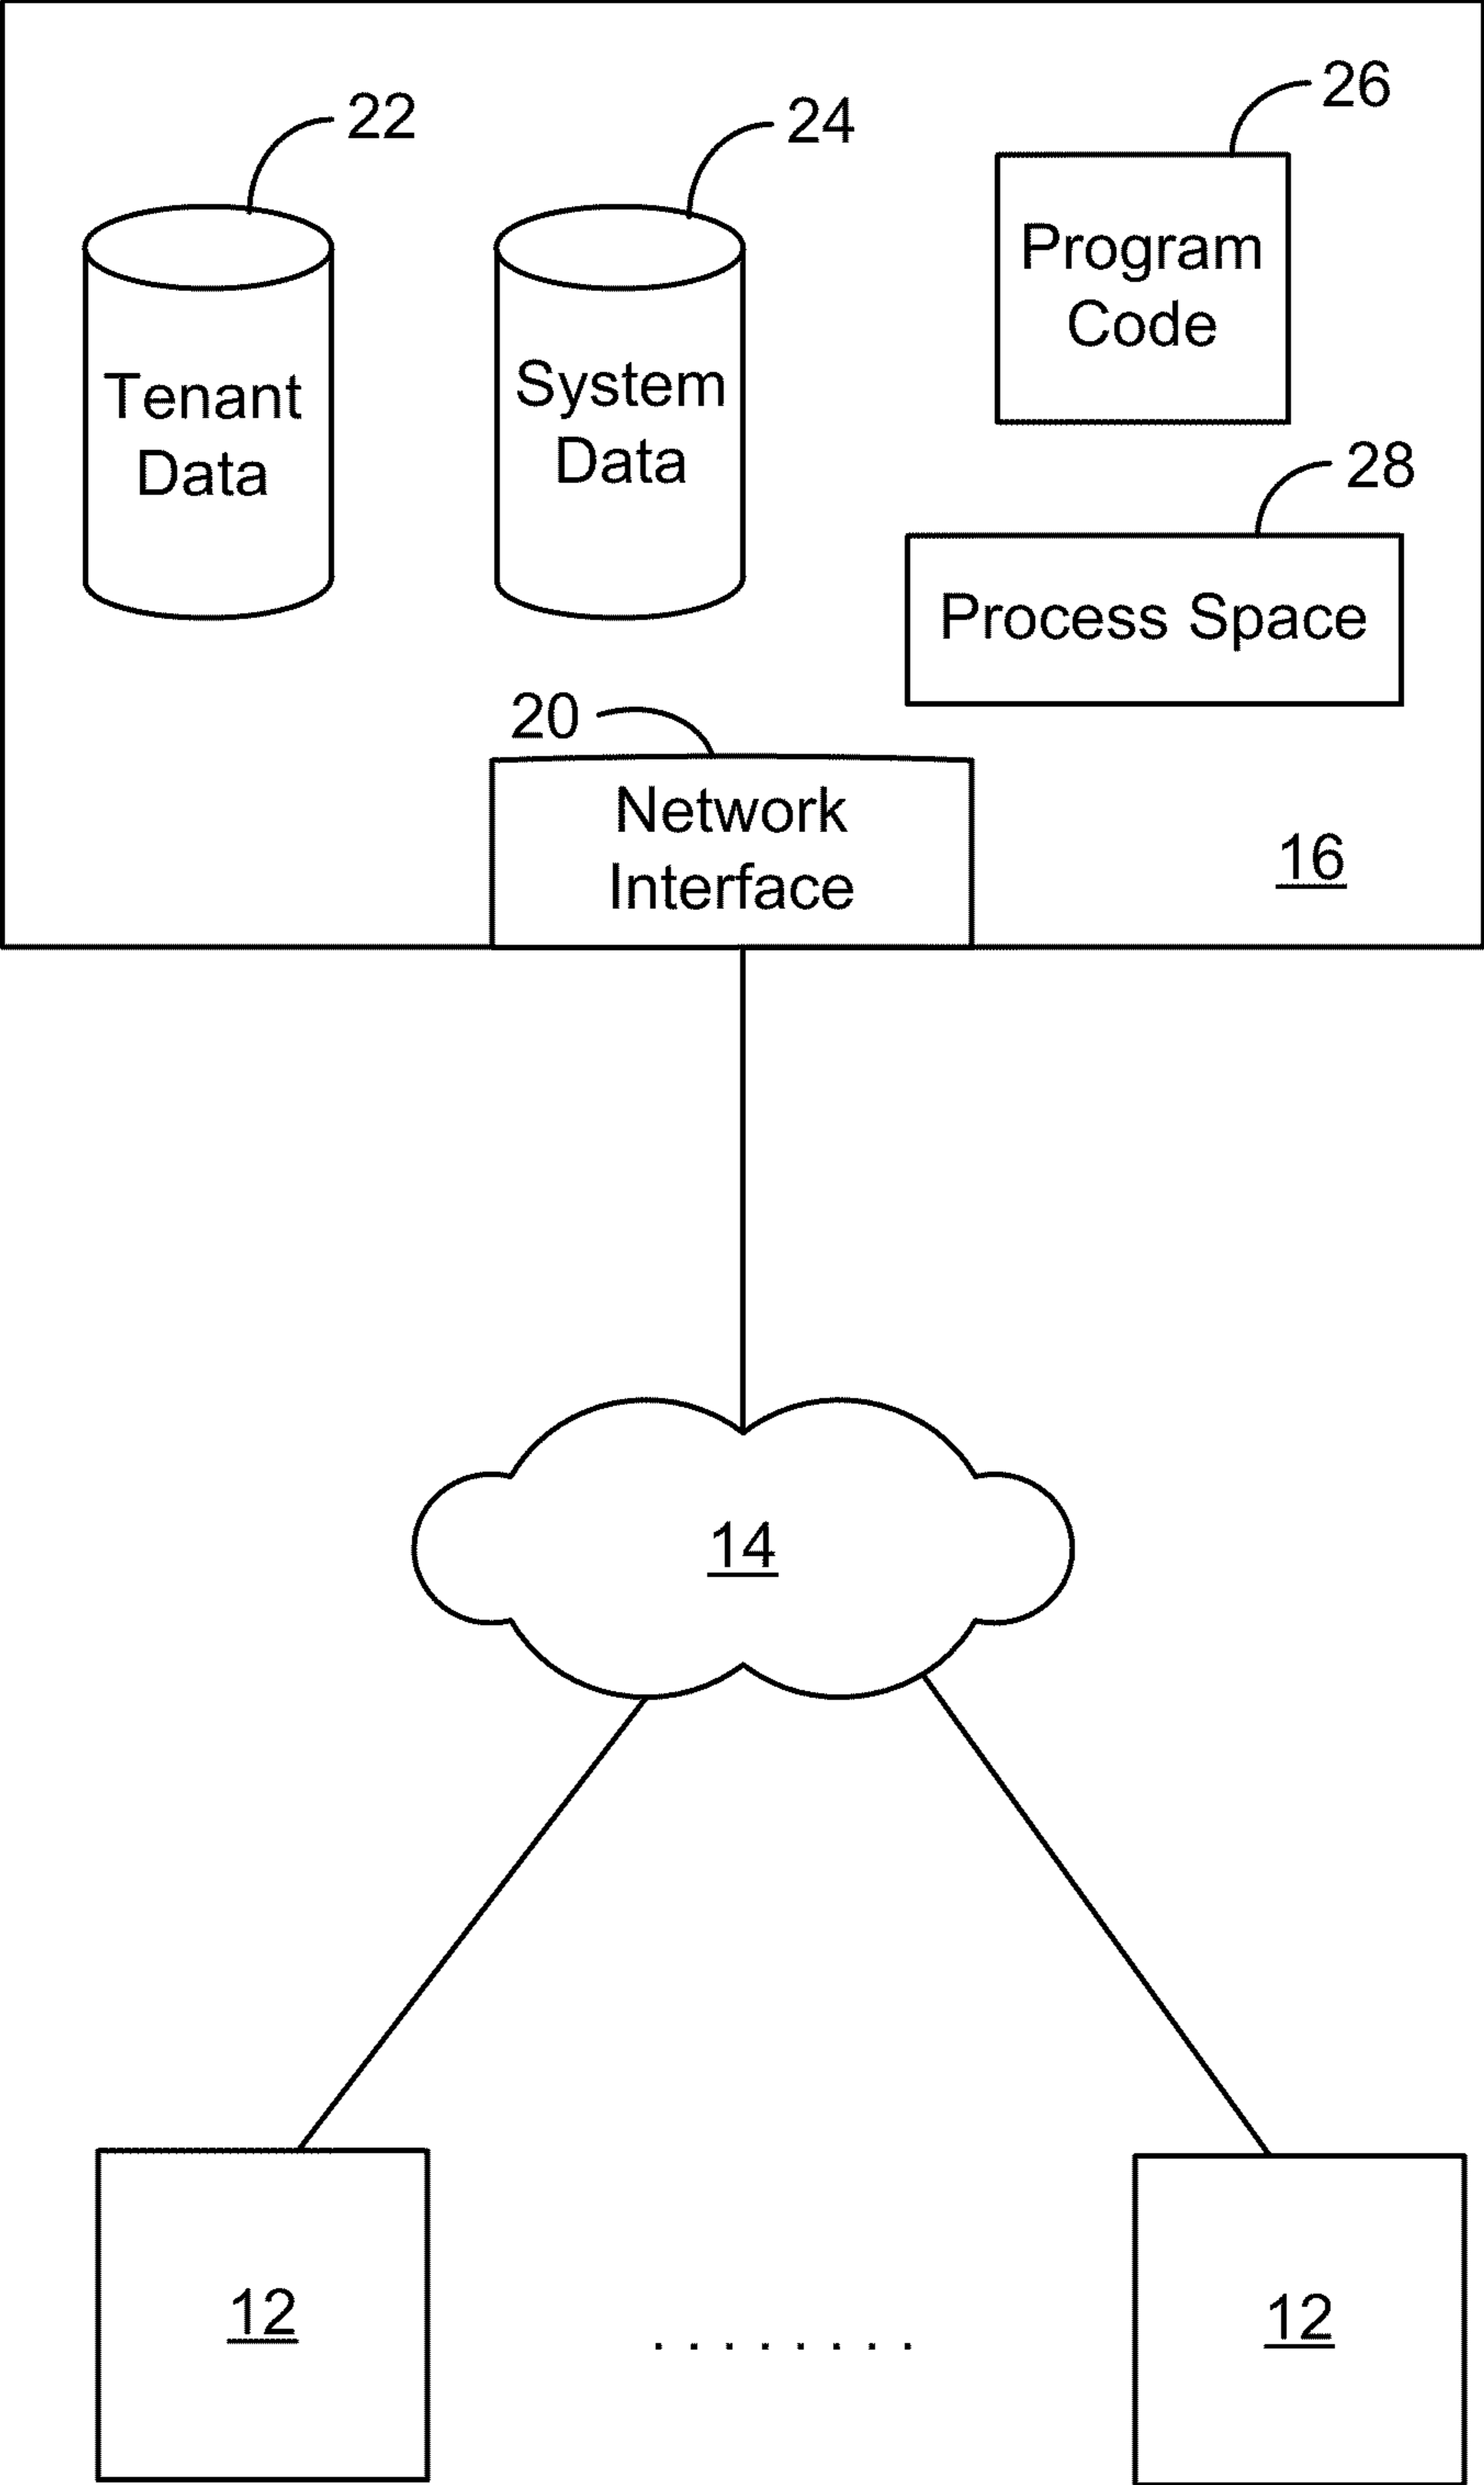 26
22
24
Program
Code
System
Data
Tenant
Data
28
Process Space
20
Network
Interface
16
14
12
12